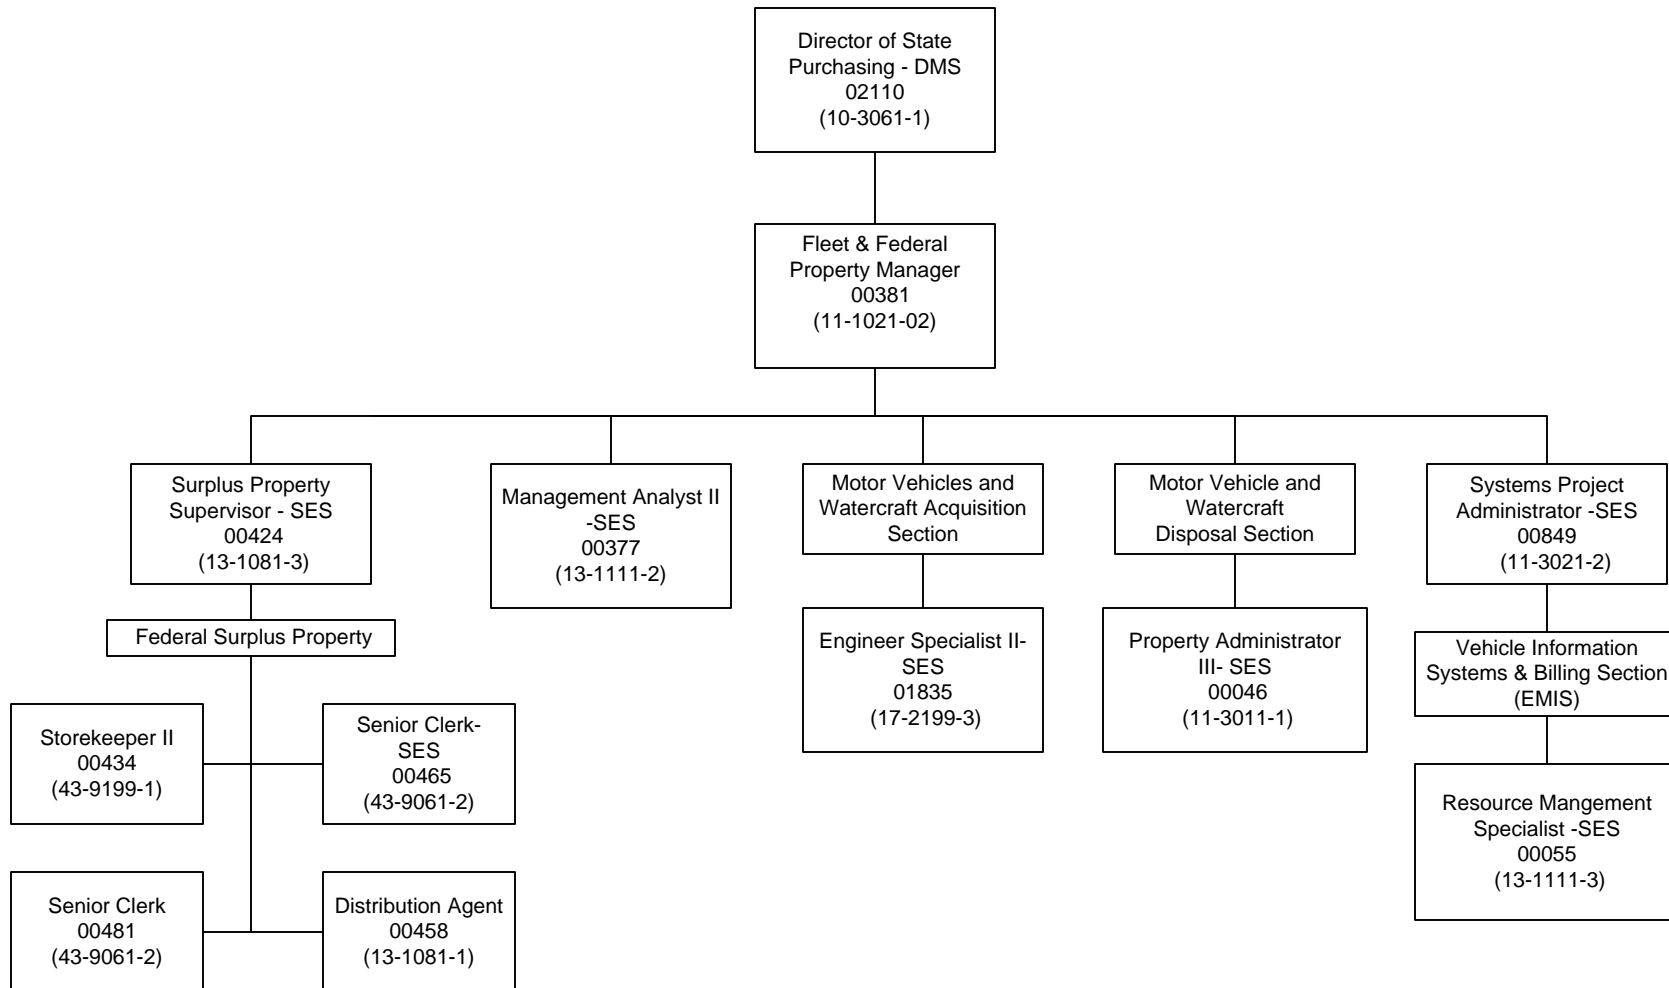 Director of State
Purchasing - DMS
02110
(10-3061-1)
Fleet & Federal
Property Manager
00381
(11-1021-02)
Surplus Property
Supervisor - SES
00424
(13-1081-3)
Management Analyst II
-SES
00377
(13-1111-2)
Motor Vehicles and
Watercraft Acquisition
Section
Motor Vehicle and
Watercraft
Disposal Section
Systems Project
Administrator -SES
00849
(11-3021-2)
Federal Surplus Property
Engineer Specialist II-
SES
01835
(17-2199-3)
Property Administrator
III- SES
00046
(11-3011-1)
Vehicle Information
Systems & Billing Section
(EMIS)
Storekeeper II
00434
(43-9199-1)
Senior Clerk-
SES
00465
(43-9061-2)
Resource Mangement
Specialist -SES
00055
(13-1111-3)
Senior Clerk
00481
(43-9061-2)
Distribution Agent
00458
(13-1081-1)